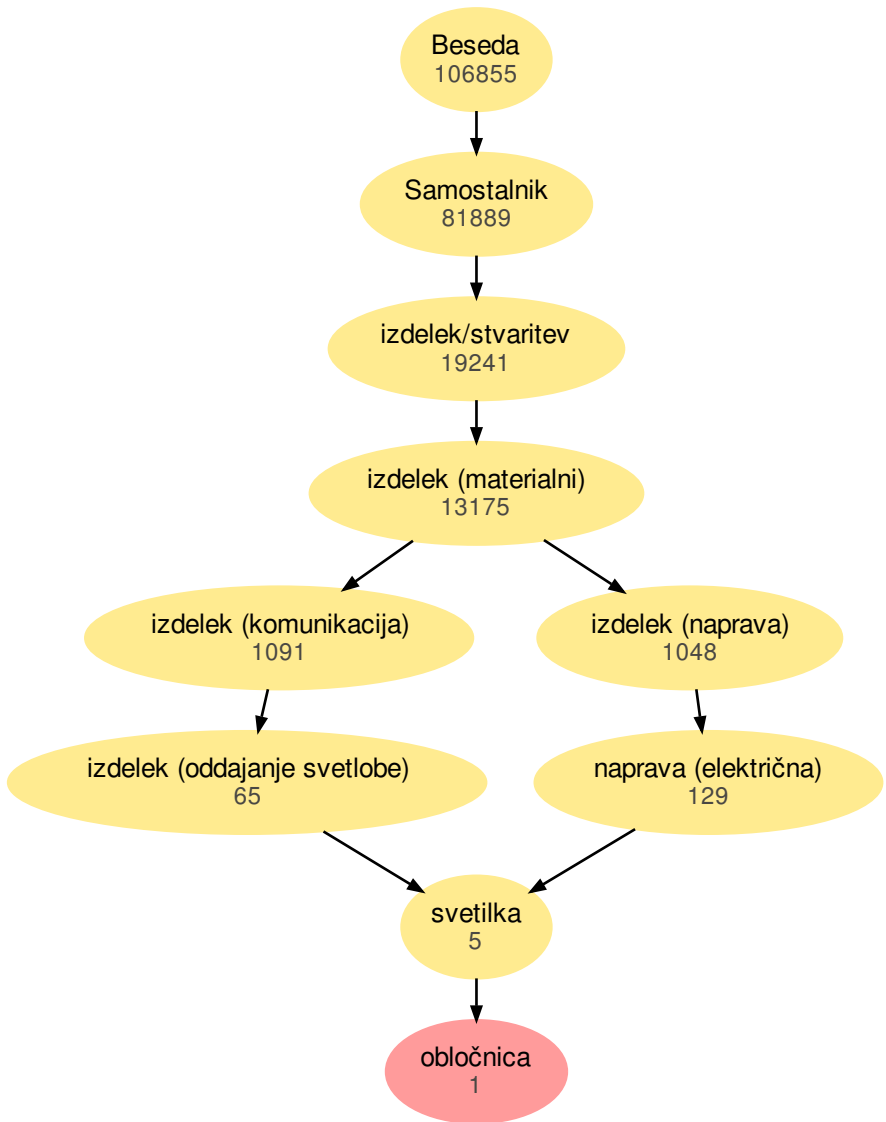 Beseda
106855
Samostalnik
81889
izdelek/stvaritev
19241
izdelek (materialni)
13175
izdelek (komunikacija)
1091
izdelek (naprava)
1048
izdelek (oddajanje svetlobe)
65
naprava (električna)
129
svetilka
5
obločnica
1